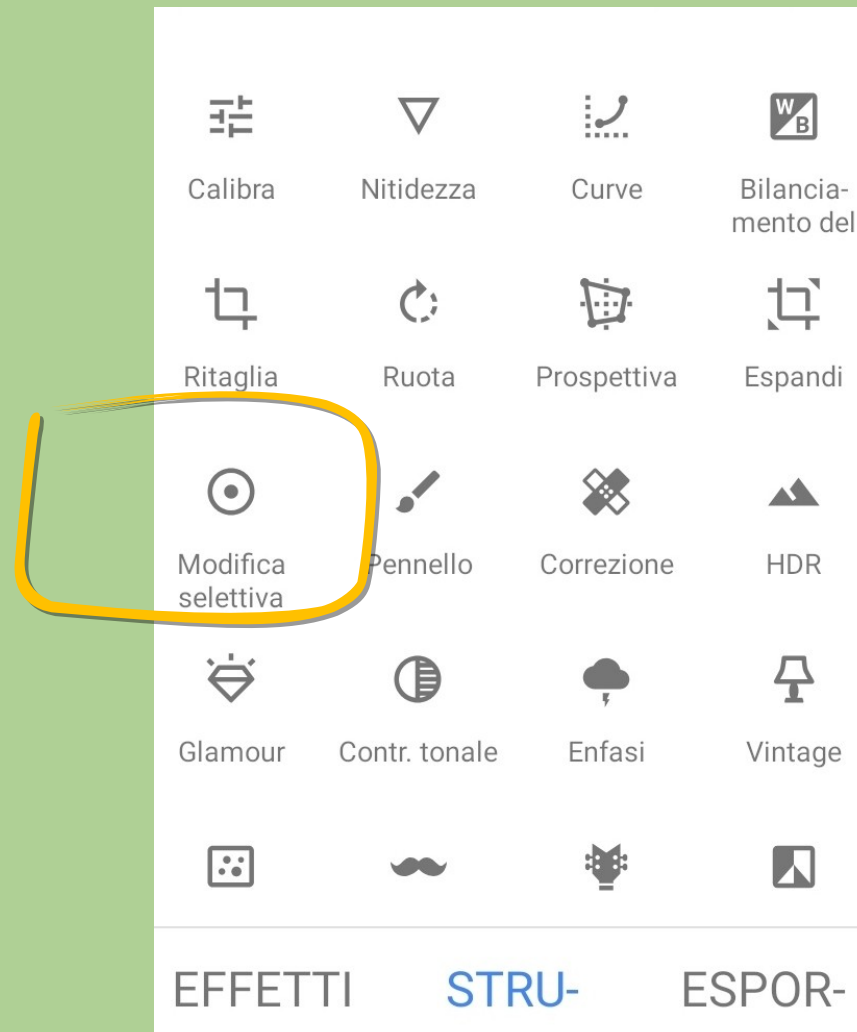 W B
Calibra
Nitidezza
Curve
Bilancia-
mento del
Ritaglia
Ruota
Prospettiva
Espandi
Modifica
selettiva
Pennello
Correzione
HDR
Glamour
Contr. tonale
Enfasi
Vintage
EFFETTI
STRU-
ESPOR-